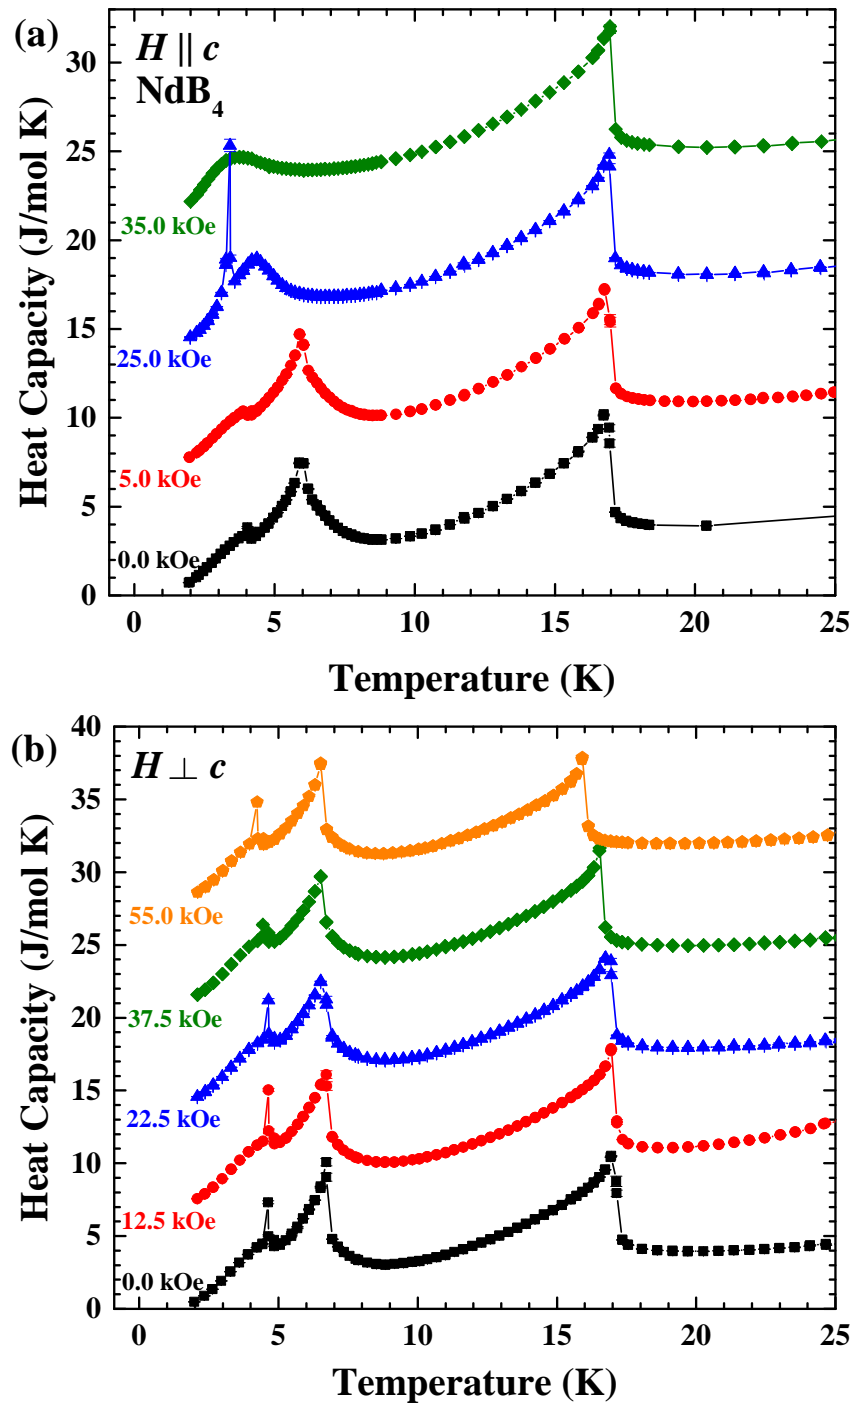 (a)
H || c
NdB4
Heat Capacity (J/mol K)
30
25
20
15
10
5
0
35.0 kOe
25.0 kOe
5.0 kOe
0.0 kOe
0 5 10 15 20 25
Temperature (K)
(b)
H ⊥ c
Heat Capacity (J/mol K)
40
35
30
25
20
15
10
5
0
55.0 kOe
37.5 kOe
22.5 kOe
12.5 kOe
0.0 kOe
0 5 10 15 20 25
Temperature (K)